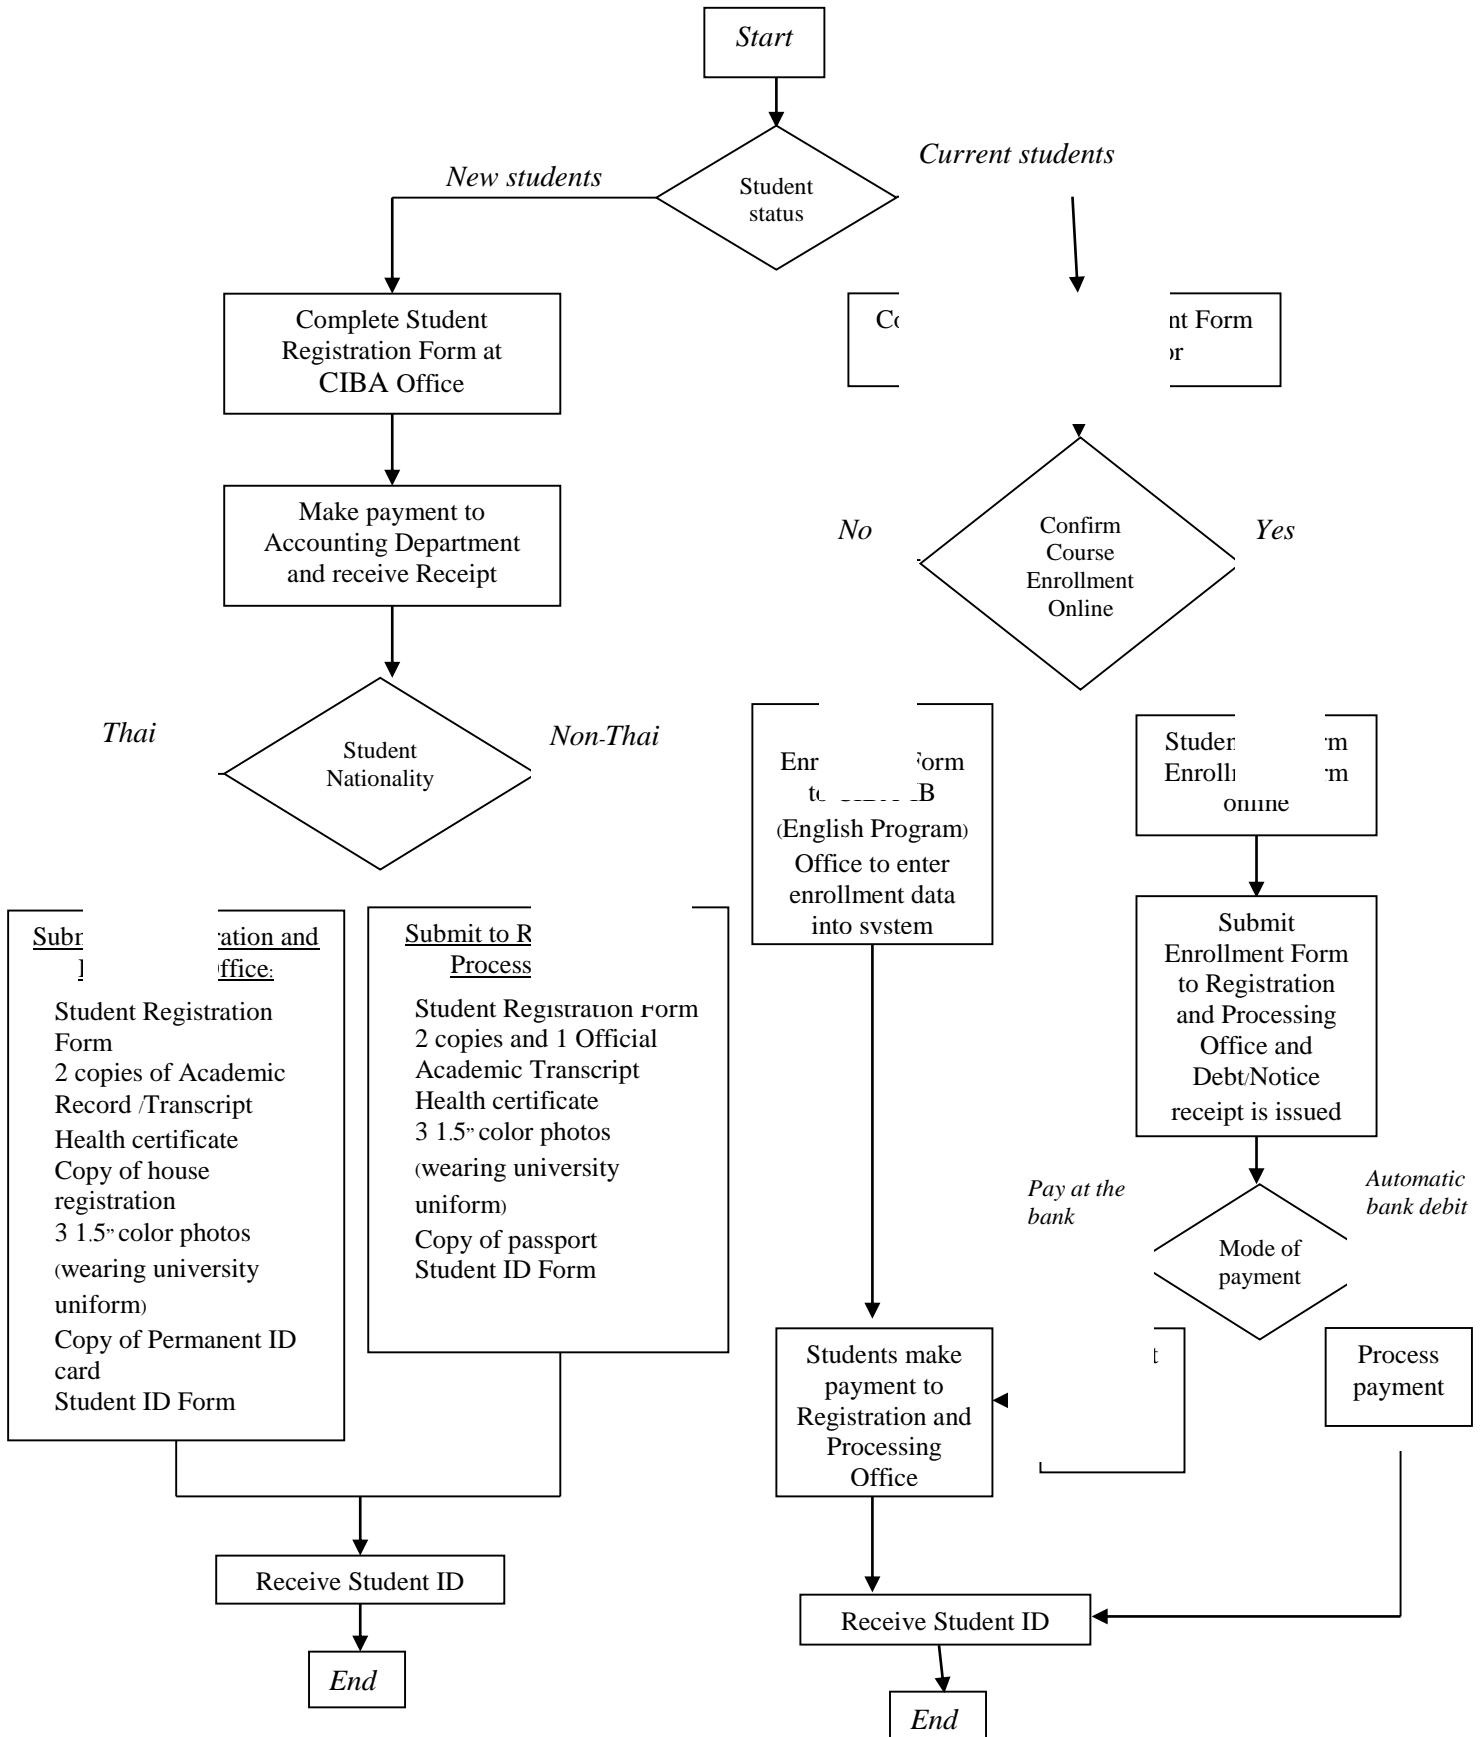 Start
Current students
New students
Student
status
Complete Student
Registration Form at
CIBA Office
Form
Make payment to
Accounting Department
and receive Receipt
No
Confirm
Course
Enrollment
Online
Yes
Thai
Student
Nationality
Non-Thai
to
(English Program)
Office to enter
enrollment data
into system
online
Submit
Enrollment Form
to Registration
and Processing
Office and
Debt/Notice
receipt is issued
and
Student Registration
Form
2 copies of Academic
Record /Transcript
Health certificate
Copy of house
registration
3 1.5” color photos
(wearing university
uniform)
Copy of Permanent ID
card
Student ID Form
Submit to
Student Registration Form
2 copies and 1 Official
Academic Transcript
Health certificate
3 1.5” color photos
(wearing university
uniform)
Copy of passport
Student ID Form
Pay at the
bank
Automatic
bank debit
Mode of
payment
Students make
payment to
Registration and
Processing
Office
Process
payment
Receive Student ID
End
Receive Student ID
End